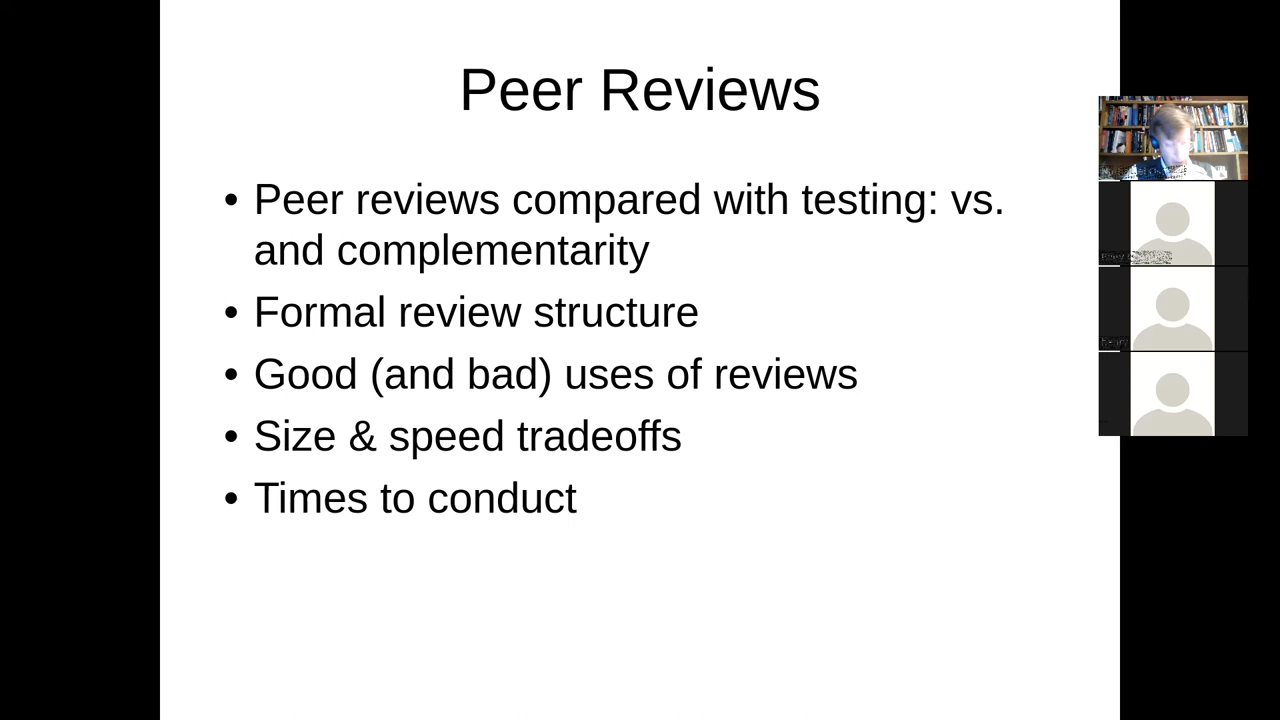 Peer Reviews
• Peer reviews compared with testing: vs.
and complementarity
• Formal review structure
• Good (and bad) uses of reviews
• Size & speed tradeoffs
• Times to conduct